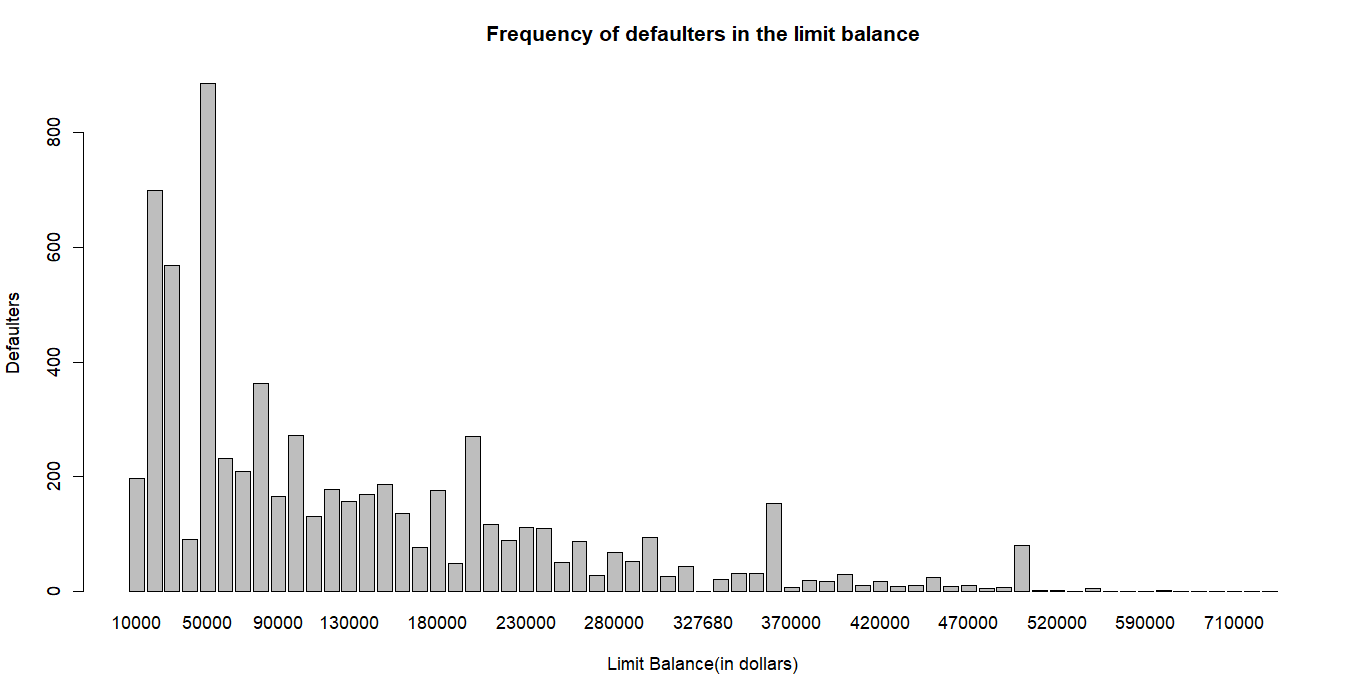 Frequency of defaulters in the limit balance
Defaulters
800
600
400
200
0
10000 50000 90000 130000 180000 230000 280000 327680 370000 420000 470000 520000 590000 710000
Limit Balance(in dollars)